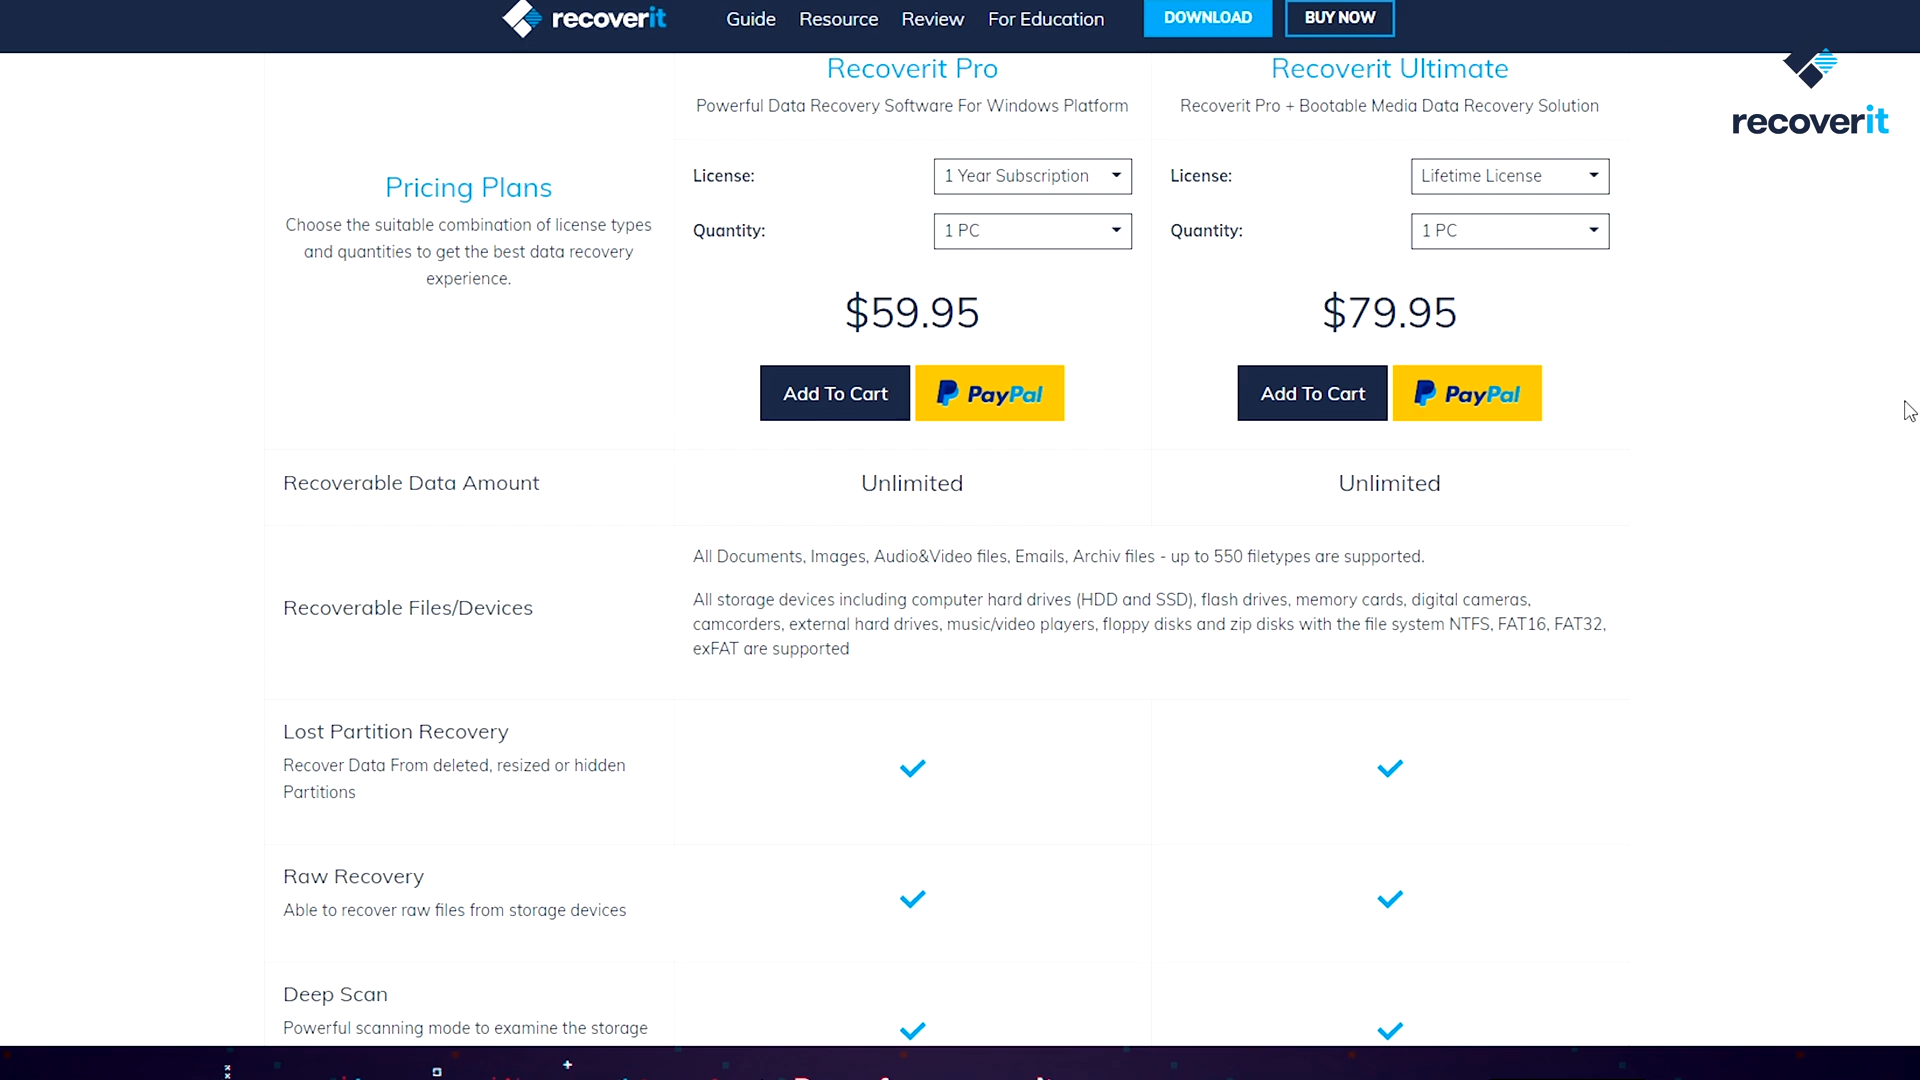 recoverit
Guide Resource Review For Education DOWNLOAD BUY NOW
recoverit
Recoverit Pro
Powerful Data Recovery Software For Windows Platform
Recoverit Ultimate
Recoverit Pro + Bootable Media Data Recovery Solution
Pricing Plans
Choose the suitable combination of license types
and quantities to get the best data recovery
experience.
License: 1 Year Subscription
Quantity: 1 PC
$59.95
Add To Cart PayPal
License: Lifetime License
Quantity: 1 PC
$79.95
Add To Cart PayPal
Recoverable Data Amount Unlimited Unlimited
Recoverable Files/Devices
All Documents, Images, Audio&Video files, Emails, Archiv files - up to 550 filetypes are supported.
All storage devices including computer hard drives (HDD and SSD), flash drives, memory cards, digital cameras,
camcorders, external hard drives, music/video players, floppy disks and zip disks with the file system NTFS, FAT16, FAT32,
exFAT are supported
Lost Partition Recovery
Recover Data From deleted, resized or hidden
Partitions
Raw Recovery
Able to recover raw files from storage devices
Deep Scan
Powerful scanning mode to examine the storage